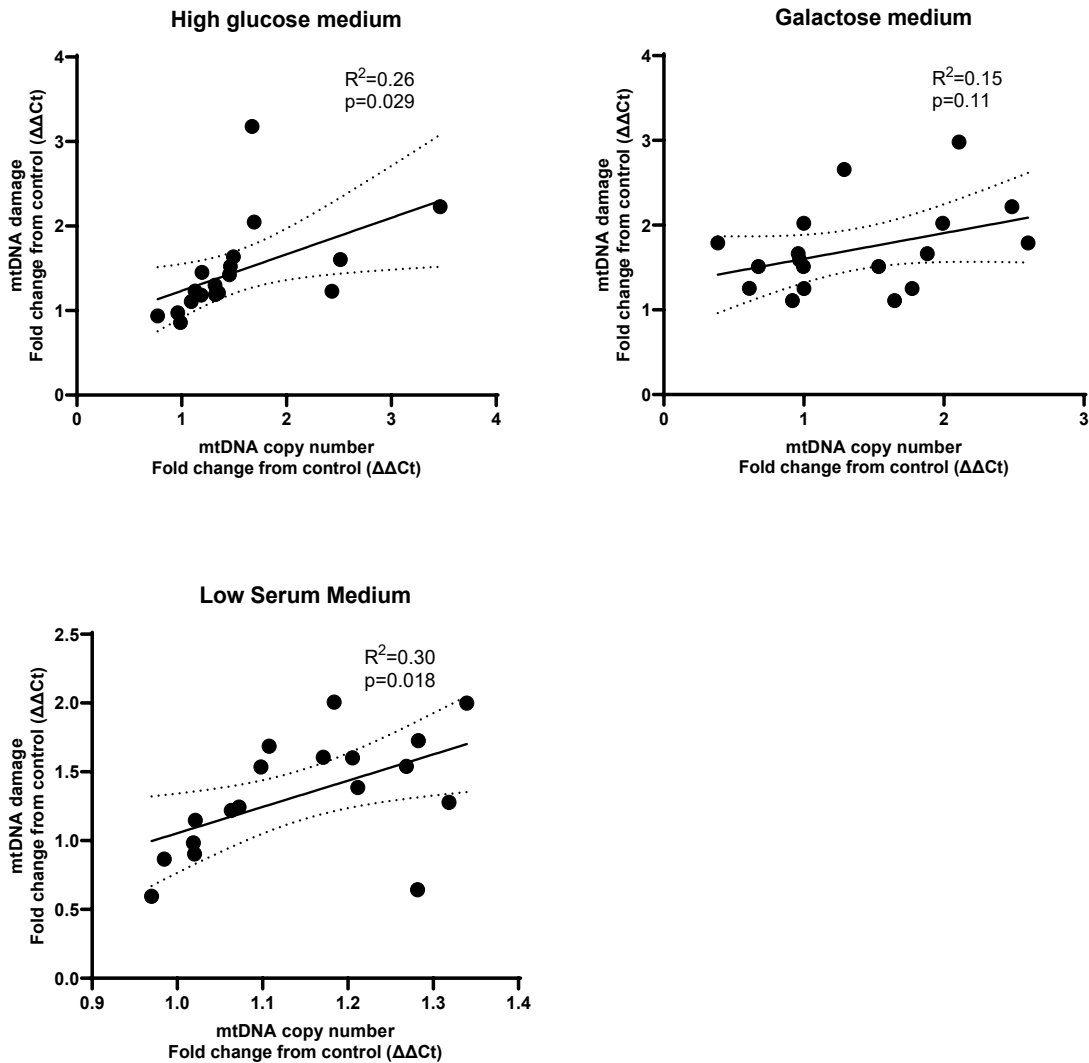 High glucose medium
R²=0.26
p=0.029
mtDNA damage
Fold change from control (ΔΔCt)
4
3
2
1
0
0 1 2 3 4
mtDNA copy number
Fold change from control (ΔΔCt)
Galactose medium
R²=0.15
p=0.11
mtDNA damage
Fold change from control (ΔΔCt)
4
3
2
1
0
0 1 2 3
mtDNA copy number
Fold change from control (ΔΔCt)
Low Serum Medium
R²=0.30
p=0.018
mtDNA damage
Fold change from control (ΔΔCt)
2.5
2.0
1.5
1.0
0.5
0.0
0.9 1.0 1.1 1.2 1.3 1.4
mtDNA copy number
Fold change from control (ΔΔCt)